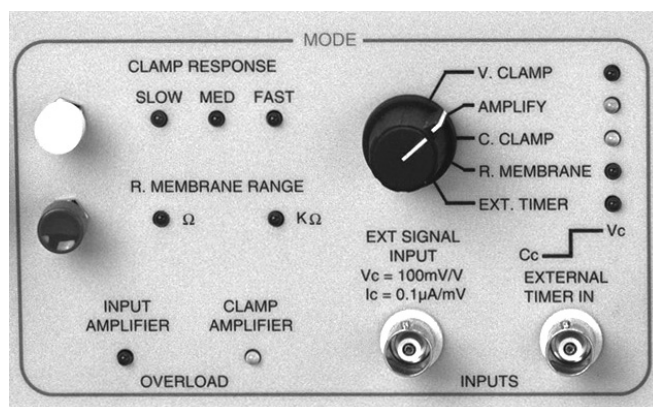 MODE
CLAMP RESPONSE
SLOW MED FAST
V. CLAMP
AMPLIFY
C. CLAMP
R. MEMBRANE
EXT. TIMER
R. MEMBRANE RANGE
Ω KΩ
EXT SIGNAL
INPUT
Vc = 100mV/V
Ic = 0.1µA/mV
Vc
Cc
EXTERNAL
TIMER IN
INPUT
AMPLIFIER
CLAMP
AMPLIFIER
OVERLOAD
INPUTS